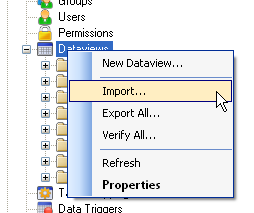 Groups
Users
Permissions
Dataviews
New Dataview...
Import...
Export All...
Verify All...
Refresh
Properties
Data Triggers